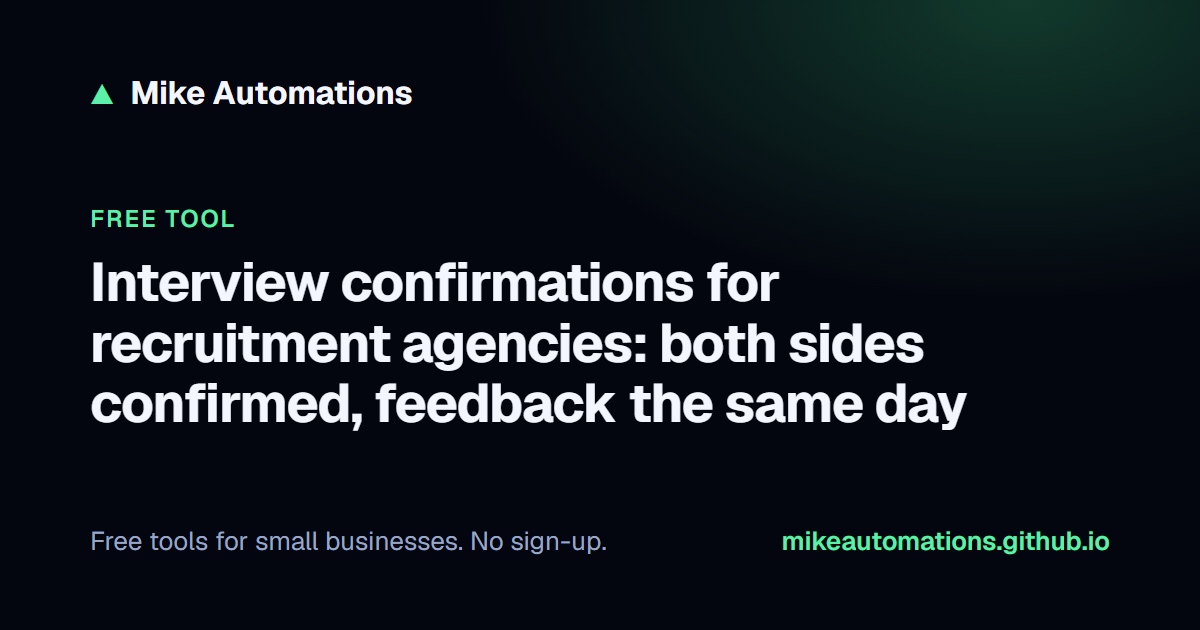 Mike Automations
FREE TOOL
Interview confirmations for
recruitment agencies: both sides
confirmed, feedback the same day
Free tools for small businesses. No sign-up.
mikeautomations.github.io